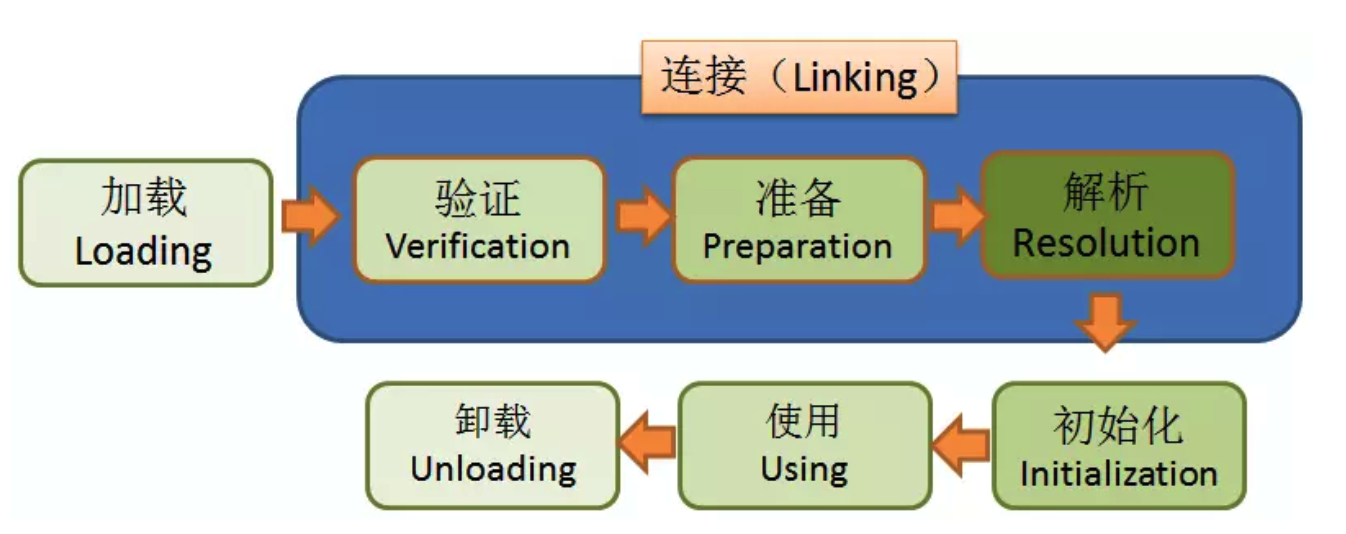 连接（Linking）
加载
Loading
验证
Verification
准备
Preparation
解析
Resolution
初始化
Initialization
使用
Using
卸载
Unloading